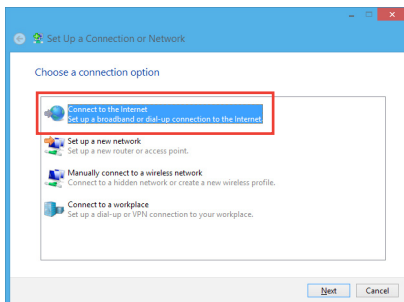 Set Up a Connection or Network
Choose a connection option
Connect to the Internet
Set up a broadband or dial-up connection to the Internet.
Set up a new network
Set up a new router or access point.
Manually connect to a wireless network
Connect to a hidden network or create a new wireless profile.
Connect to a workplace
Set up a dial-up or VPN connection to your workplace.
Next Cancel